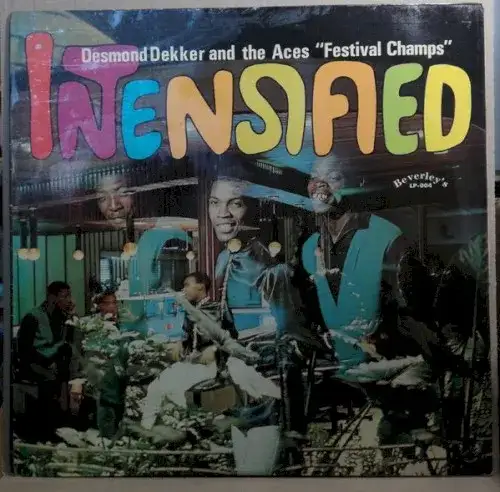 Desmond Dekker and the Aces "Festival Champs"
INTENSIFIED
Beverley's
LP-004